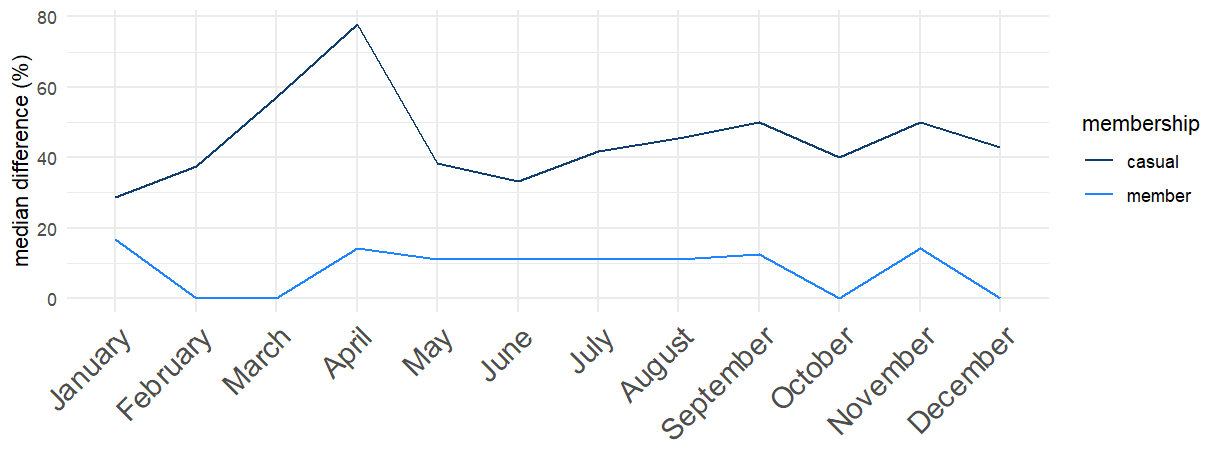 median difference (%)
80
60
40
20
0
January
February
March
April
May
June
July
August
September
October
November
December
membership
casual
member